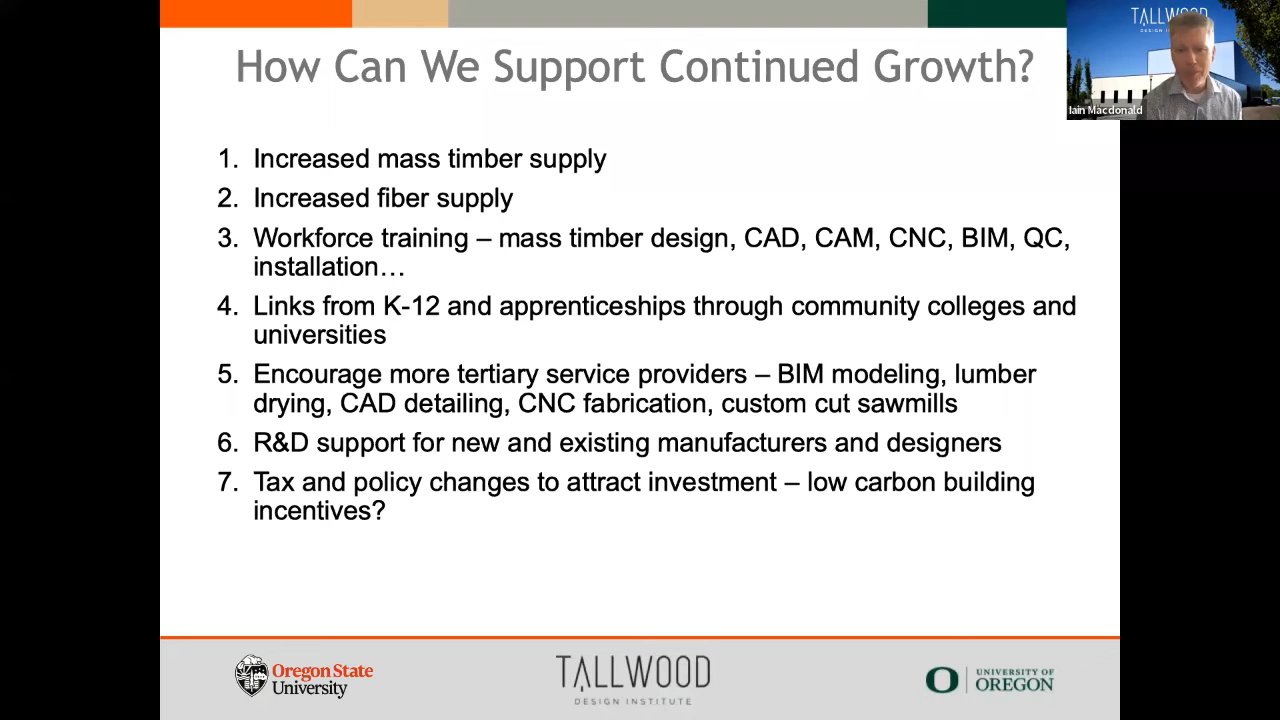 How Can We Support Continued Growth?
TALLWOOD
Iain Macdonald
1. Increased mass timber supply
2. Increased fiber supply
3. Workforce training – mass timber design, CAD, CAM, CNC, BIM, QC,
installation…
4. Links from K-12 and apprenticeships through community colleges and
universities
5. Encourage more tertiary service providers – BIM modeling, lumber
drying, CAD detailing, CNC fabrication, custom cut sawmills
6. R&D support for new and existing manufacturers and designers
7. Tax and policy changes to attract investment – low carbon building
incentives?
Oregon State
University
TALLWOOD
DESIGN INSTITUTE
O
UNIVERSITY OF
OREGON